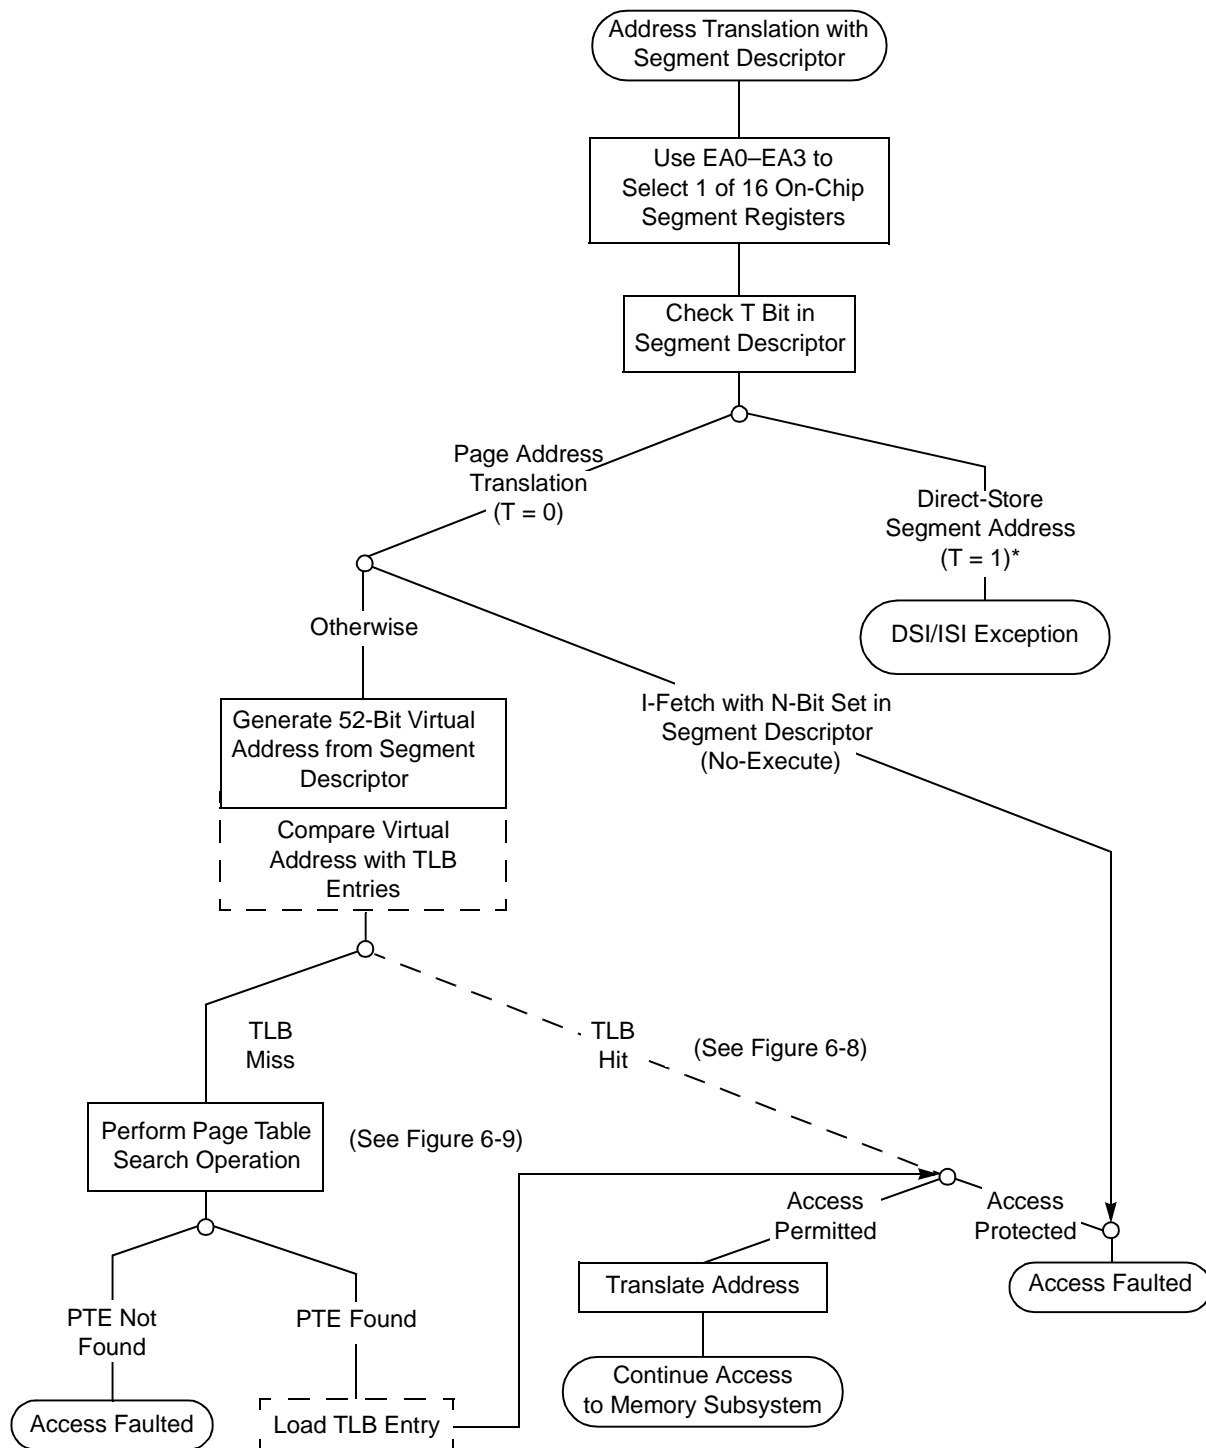 Address Translation with
Segment Descriptor
Use EA0–EA3 to
Select 1 of 16 On-Chip
Segment Registers
Check T Bit in
Segment Descriptor
Page Address
Translation
(T = 0)
Direct-Store
Segment Address
(T = 1)*
DSI/ISI Exception
Otherwise
I-Fetch with N-Bit Set in
Segment Descriptor
(No-Execute)
Generate 52-Bit Virtual
Address from Segment
Descriptor
Compare Virtual
Address with TLB
Entries
TLB
Miss
TLB
Hit
(See Figure 6-8)
Perform Page Table
Search Operation
(See Figure 6-9)
Access
Permitted
Access
Protected
Translate Address
Access Faulted
PTE Not
Found
PTE Found
Continue Access
to Memory Subsystem
Access Faulted
Load TLB Entry